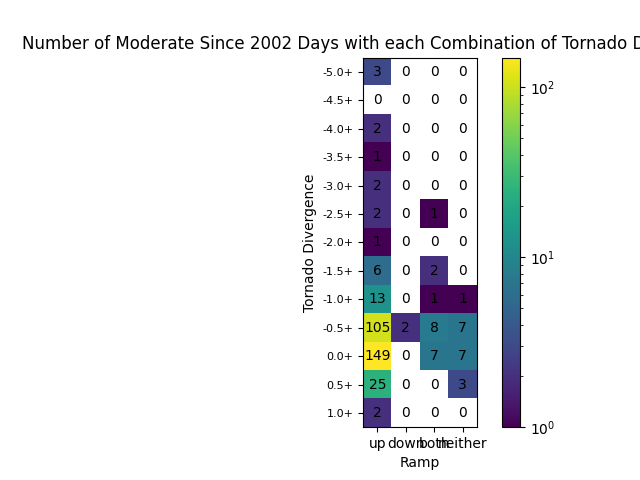 Number of Moderate Since 2002 Days with each Combination of Tornado D
-5.0+ 3 0 0 0
-4.5+ 0 0 0 0
-4.0+ 2 0 0 0
-3.5+ 1 0 0 0
-3.0+ 2 0 0 0
-2.5+ 2 0 1 0
-2.0+ 1 0 0 0
-1.5+ 6 0 2 0
-1.0+ 13 0 1 1
-0.5+ 105 2 8 7
0.0+ 149 0 7 7
0.5+ 25 0 0 3
1.0+ 2 0 0 0
up down both neither
Ramp
Tornado Divergence
10²
10¹
10⁰